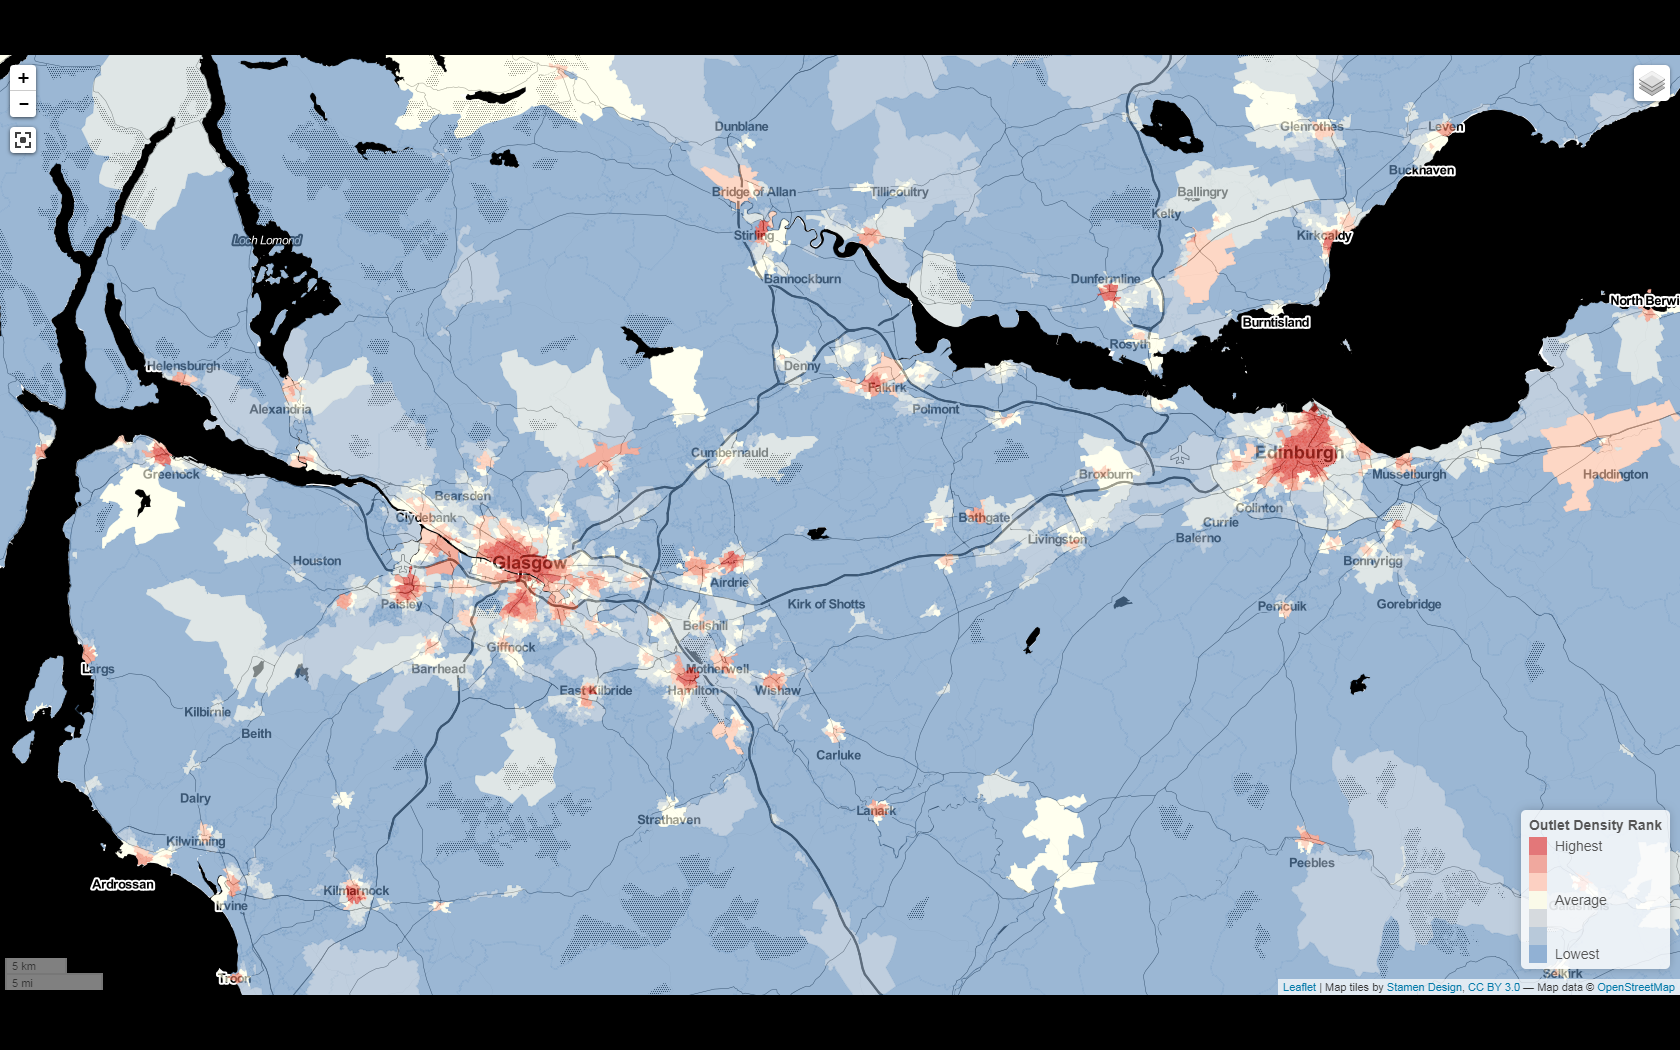 +
−
Dunblane
Glenrothes
Leven
Buckhaven
Bridge of Allan
Tillicoultry
Ballingry
Kelty
Stirling
Kirkcaldy
Loch Lomond
Bannockburn
Dunfermline
North Berwi
Burntisland
Rosyth
Helensburgh
Denny
Falkirk
Alexandria
Polmont
Cumbernauld
Edinburgh
Greenock
Broxburn
Musselburgh
Haddington
Bearsden
Clydebank
Bathgate
Colinton
Currie
Livingston
Balerno
Houston
Glasgow
Bonnyrigg
Airdrie
Paisley
Kirk of Shotts
Penicuik
Gorebridge
Bellshill
Giffnock
Largs
Barrhead
Motherwell
East Kilbride
Hamilton
Wishaw
Kilbirnie
Beith
Carluke
Dalry
Strathaven
Lanark
Kilwinning
Peebles
Ardrossan
Kilmarnock
Irvine
Troon
Selkirk
Outlet Density Rank
Highest
Average
Lowest
5 km
5 mi
Leaflet | Map tiles by Stamen Design, CC BY 3.0 — Map data © OpenStreetMap